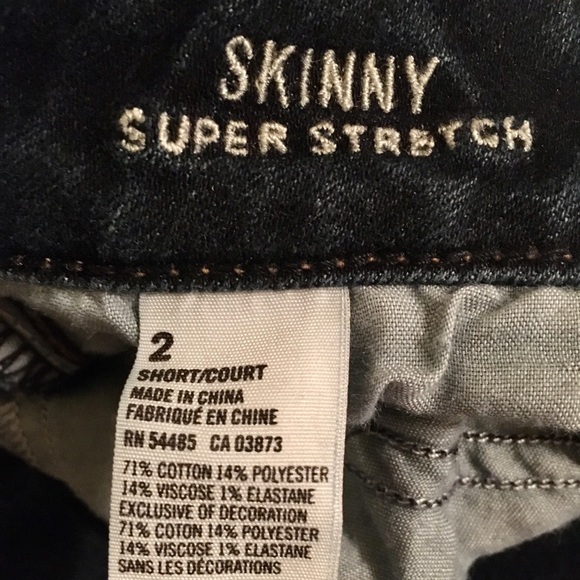 SKINNY
SUPER STRETCH
2
SHORT/COURT
MADE IN CHINA
FABRIQUÉ EN CHINE
RN 54485 CA 03873
71% COTTON 14% POLYESTER
14% VISCOSE 1% ELASTANE
EXCLUSIVE OF DECORATION
71% COTON 14% POLYESTER
14% VISCOSE 1% ELASTANE
SANS LES DÉCORATIONS